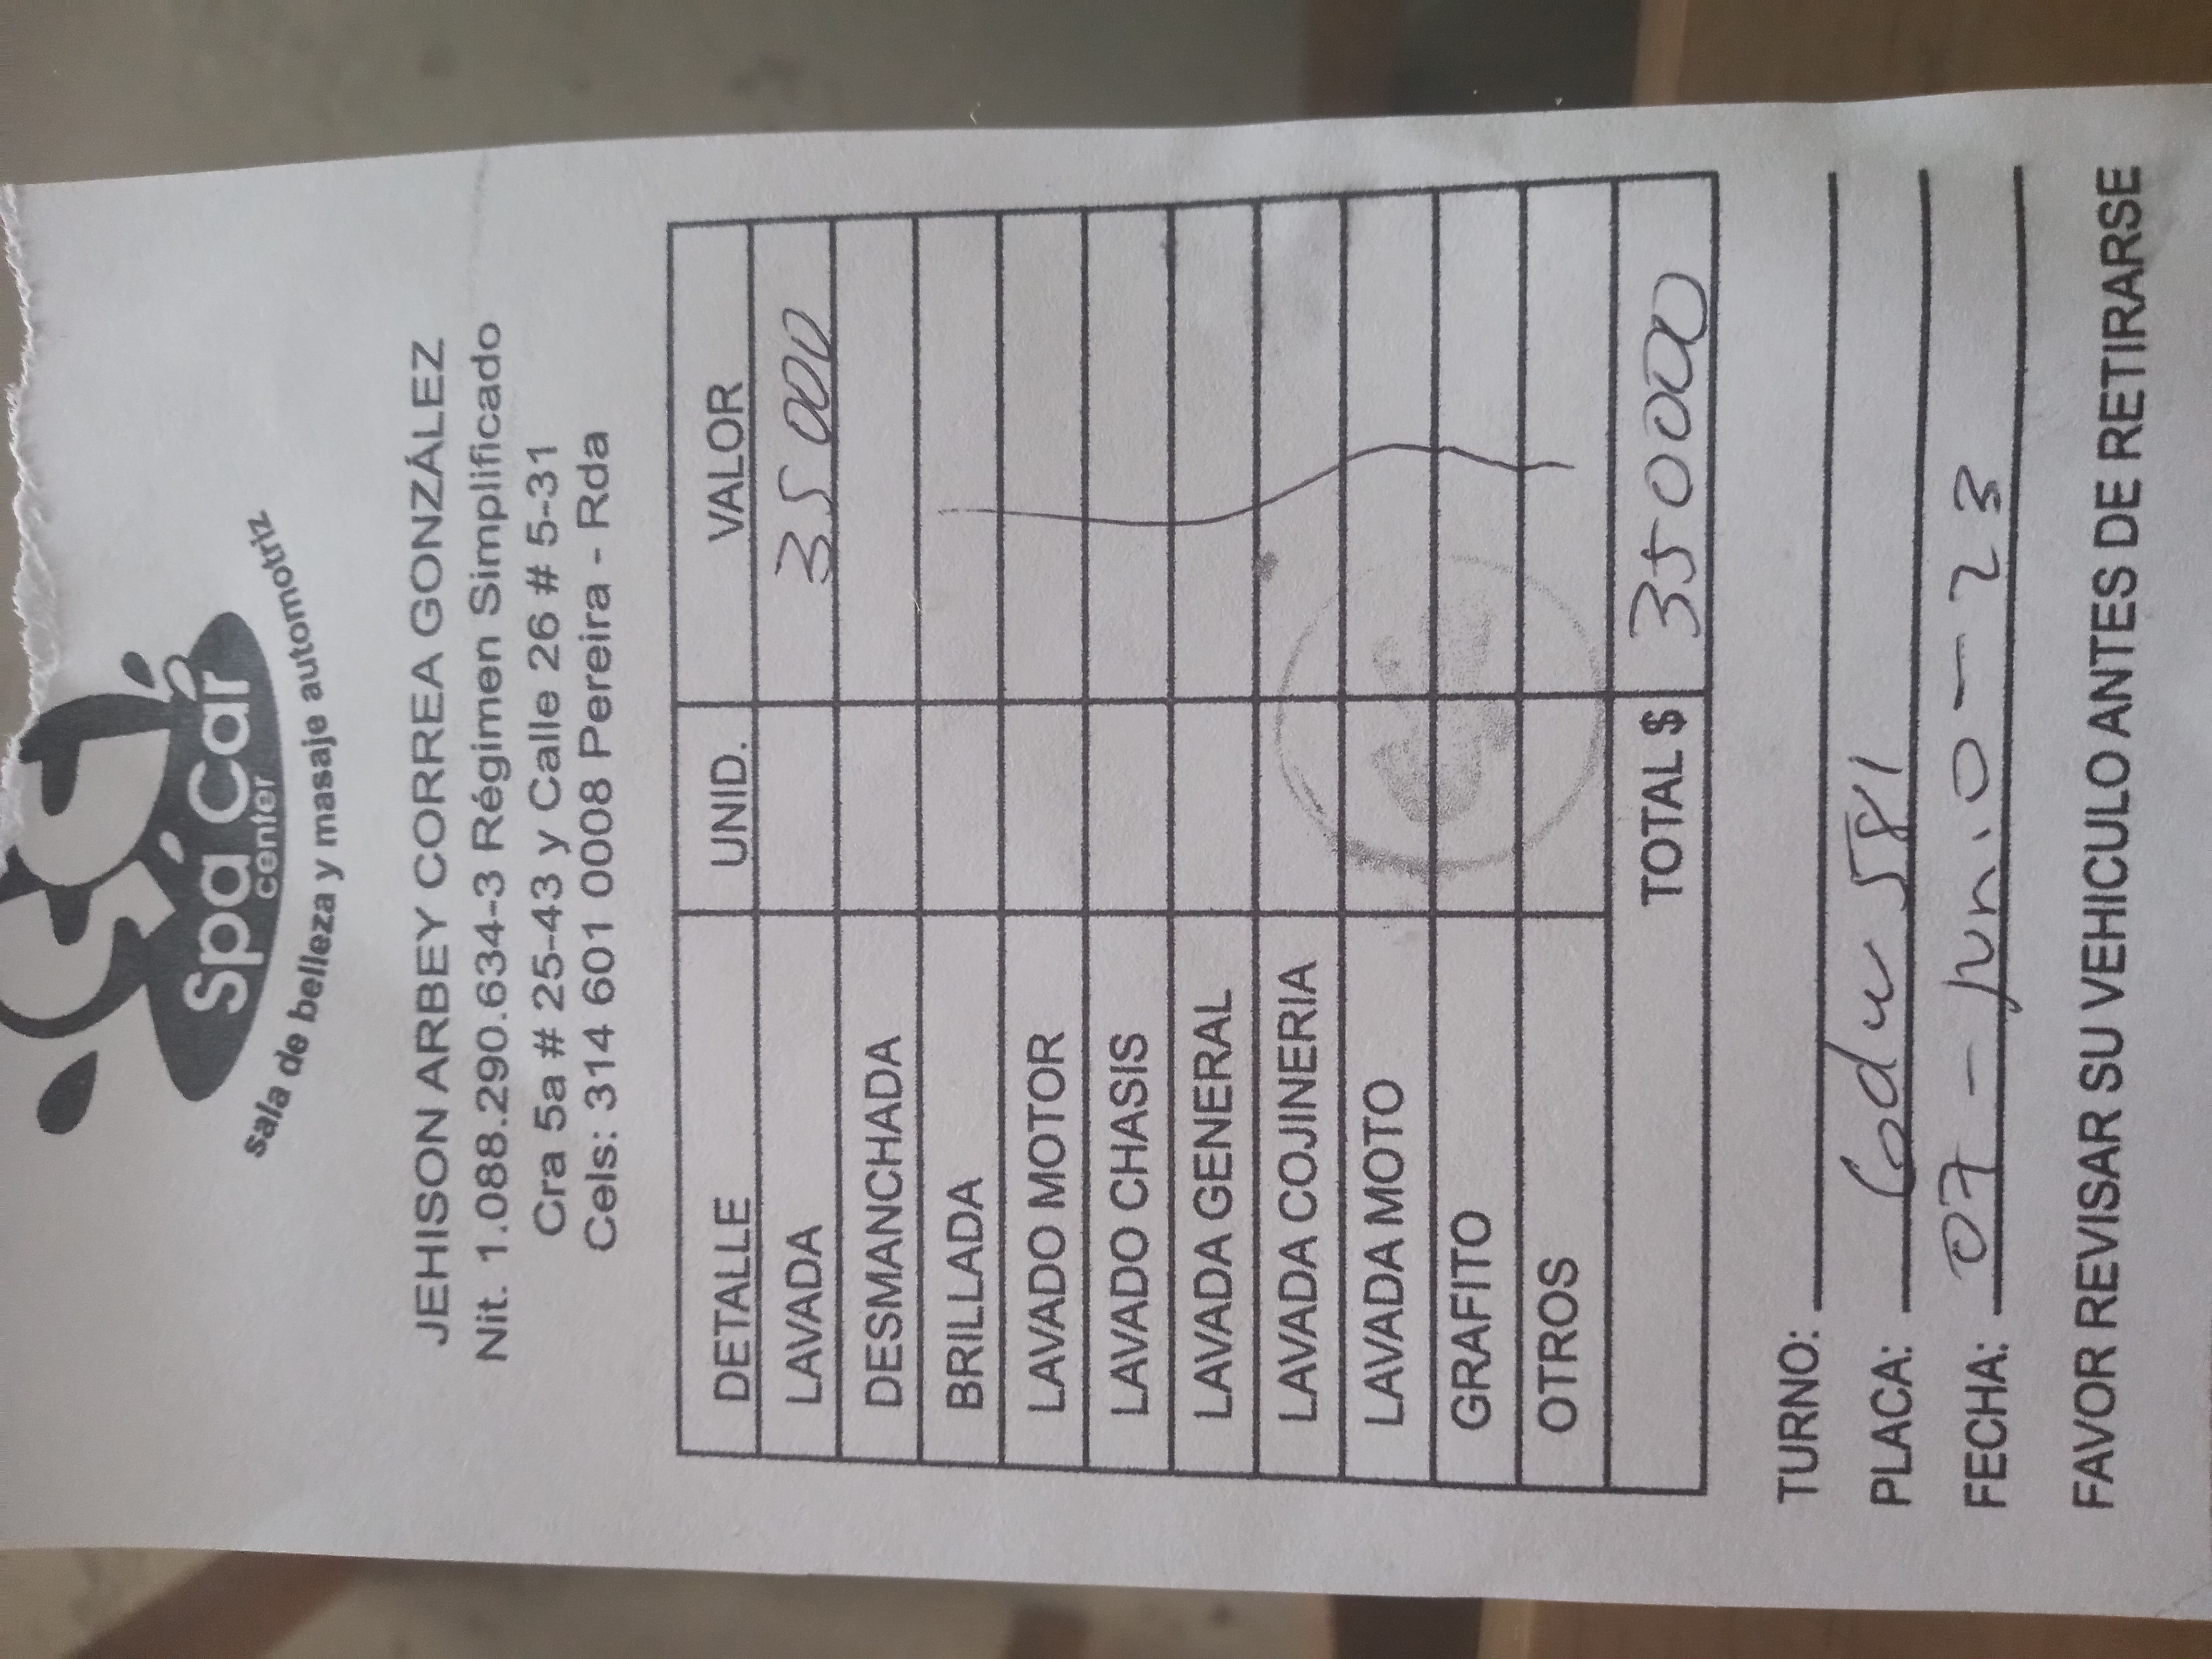 Spa Car
center
sala de belleza y masaje automotriz
JEHISON ARBEY CORREA GONZÁLEZ
Nit. 1.088.290.634-3 Régimen Simplificado
Cra 5a # 25-43 y Calle 26 # 5-31
Cels: 314 601 0008 Pereira - Rda
DETALLE UNID. VALOR
LAVADA 35000
DESMANCHADA
BRILLADA
LAVADO MOTOR
LAVADO CHASIS
LAVADA GENERAL
LAVADA COJINERIA
LAVADA MOTO
GRAFITO
OTROS
TOTAL $ 35000
TURNO:
PLACA: 581
FECHA: 07-Junio-23
FAVOR REVISAR SU VEHICULO ANTES DE RETIRARSE